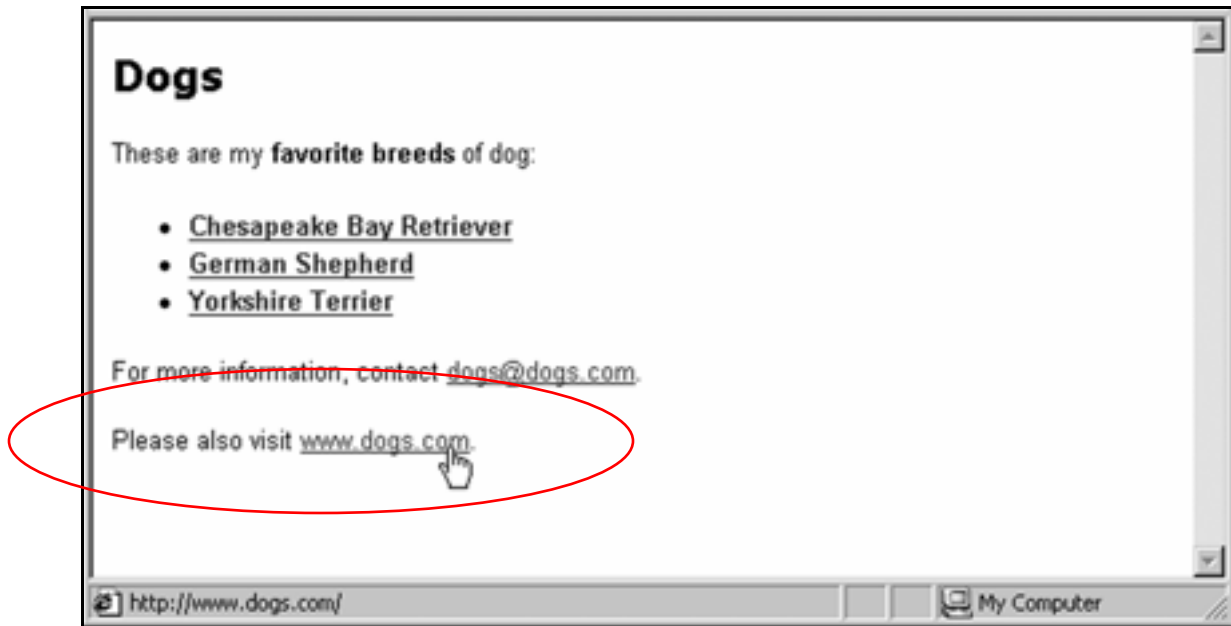 Dogs
These are my favorite breeds of dog:
• Chesapeake Bay Retriever
• German Shepherd
• Yorkshire Terrier
For more information, contact dogs@dogs.com.
Please also visit www.dogs.com.
http://www.dogs.com/ My Computer